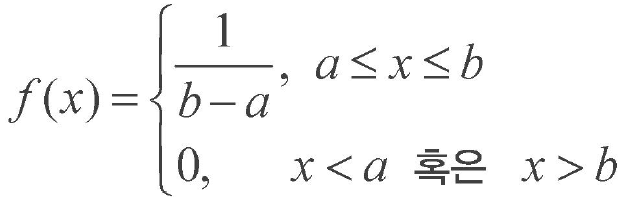 f(x) = { 1/(b−a), a ≤ x ≤ b
0, x < a 혹은 x > b